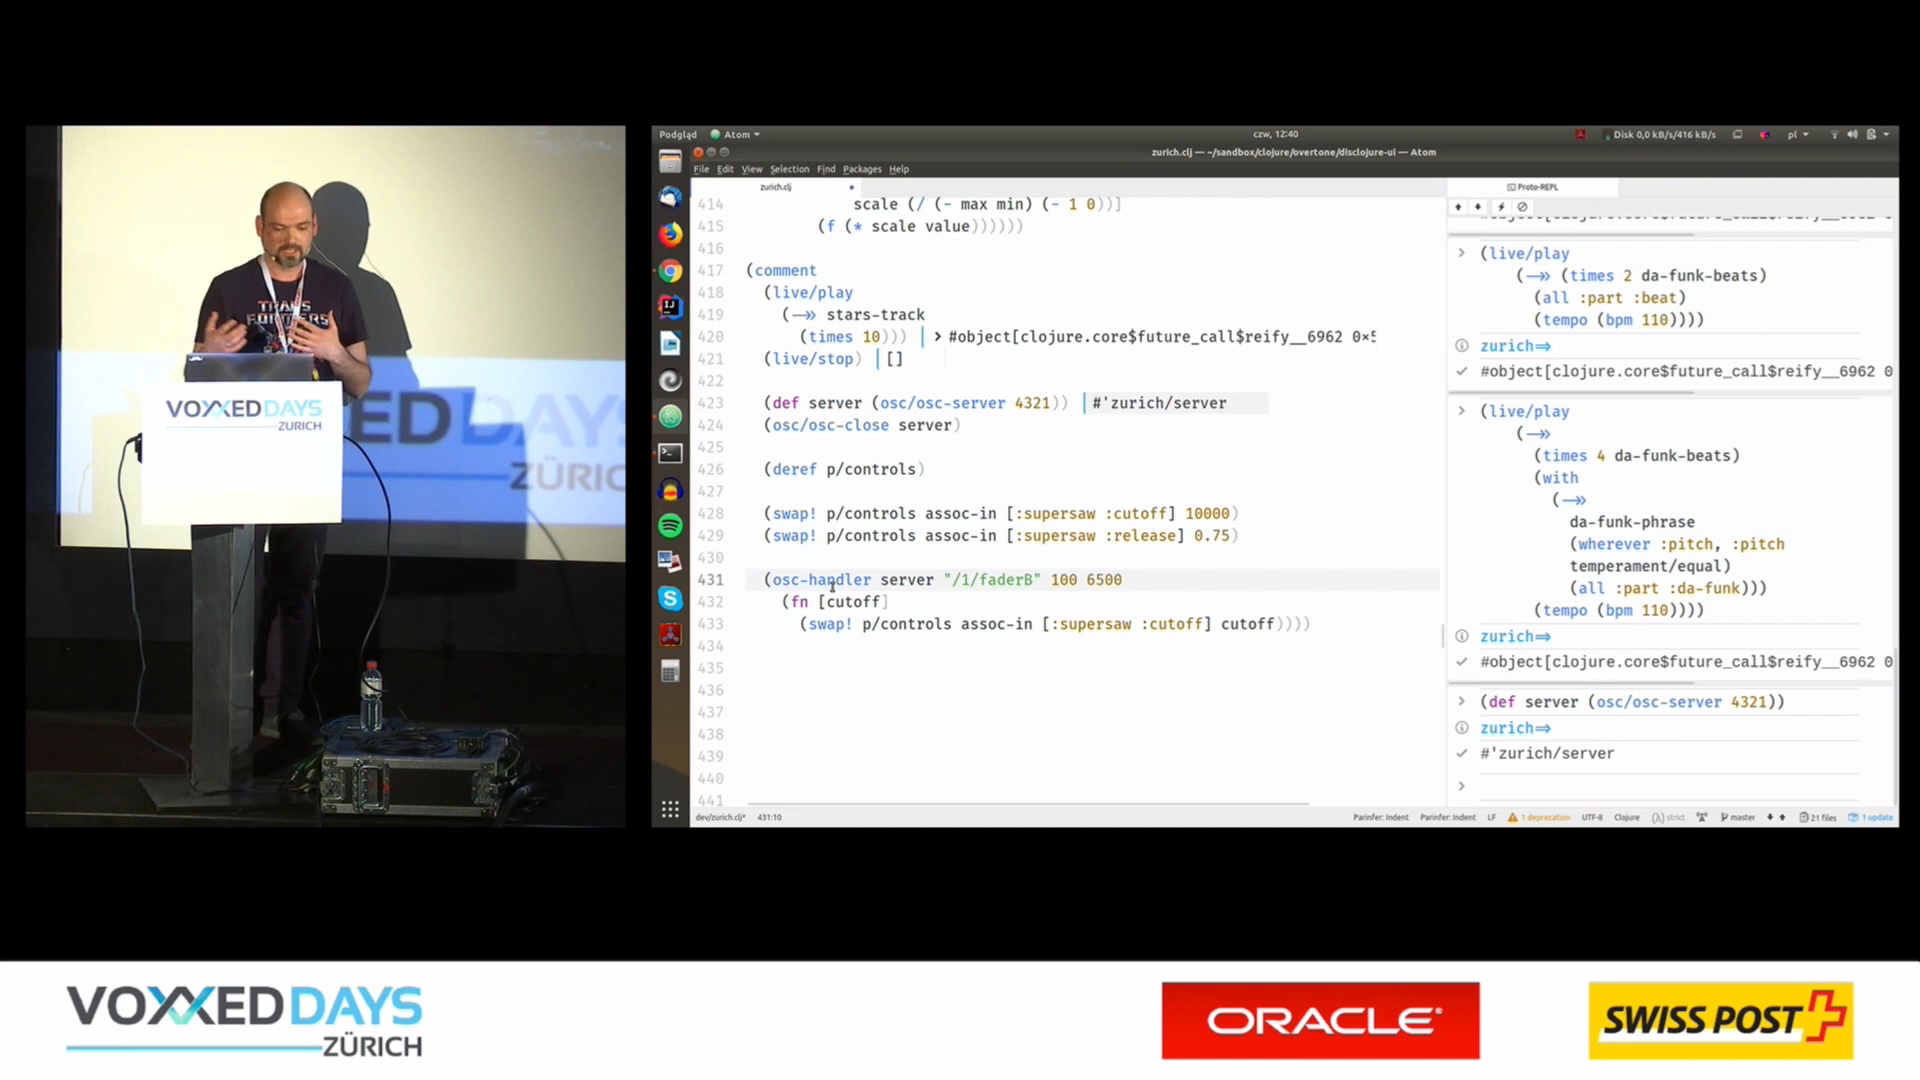 TRANS
FORMERS
VOXXED DAYS
ZURICH
ED DAYS
ZÜRICH
Podgląd
Atom
czw, 12:40
Disk 0,0 kB/s/416 kB/s
pl
zurich.clj — ~/sandbox/clojure/overtone/disclojure-ui — Atom
File Edit View Selection Find Packages Help
zurich.clj
414 scale (/ (- max min) (- 1 0))]
415 (f (* scale value))))))
416
417 (comment
418 (live/play
419 (->> stars-track
420 (times 10))) > #object[clojure.core$future_call$reify__6962 0x5
421 (live/stop) []
422
423 (def server (osc/osc-server 4321)) #'zurich/server
424 (osc/osc-close server)
425
426 (deref p/controls)
427
428 (swap! p/controls assoc-in [:supersaw :cutoff] 10000)
429 (swap! p/controls assoc-in [:supersaw :release] 0.75)
430
431 (osc-handler server "/1/faderB" 100 6500
432 (fn [cutoff]
433 (swap! p/controls assoc-in [:supersaw :cutoff] cutoff))))
434
435
436
437
438
439
440
441
dev/zurich.clj* 431:10
Parinfer: Indent Parinfer: Indent LF 1 deprecation UTF-8 Clojure (λ) strict master 21 files 1 update
Proto-REPL
> (live/play
(->> (times 2 da-funk-beats)
(all :part :beat)
(tempo (bpm 110))))
zurich=>
#object[clojure.core$future_call$reify__6962 0
> (live/play
(->>
(times 4 da-funk-beats)
(with
(->>
da-funk-phrase
(wherever :pitch, :pitch
temperament/equal)
(all :part :da-funk)))
(tempo (bpm 110))))
zurich=>
#object[clojure.core$future_call$reify__6962 0
> (def server (osc/osc-server 4321))
zurich=>
#'zurich/server
>
VOXXED DAYS
ZÜRICH
ORACLE®
SWISS POST